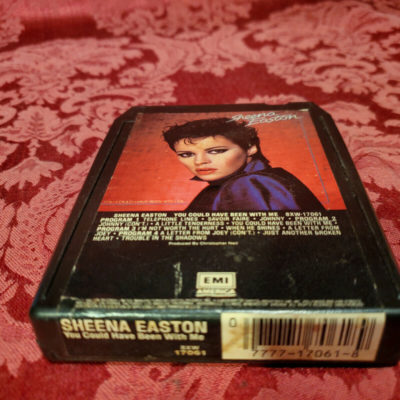 Sheena
Easton
SHEENA EASTON YOU COULD HAVE BEEN WITH ME 8XW-17061
PROGRAM 1 TELEPHONE LINES • SAVOIR FAIRE • JOHNNY • PROGRAM 2
JOHNNY (CON'T) • A LITTLE TENDERNESS • YOU COULD HAVE BEEN WITH ME
PROGRAM 3 I'M NOT WORTH THE HURT • WHEN HE SHINES • A LETTER FROM
JOEY • PROGRAM 4 A LETTER FROM JOEY (CON'T) • JUST ANOTHER BROKEN
HEART • TROUBLE IN THE SHADOWS
Produced By Christopher Neil
EMI
SHEENA EASTON
You Could Have Been With Me
8XW
17061
0
7777-17061-8